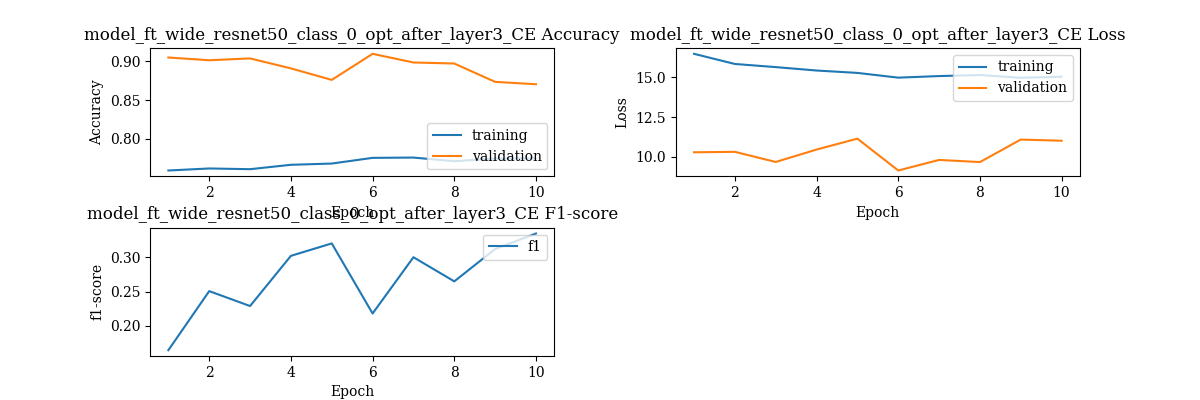 model_ft_wide_resnet50_class_0_opt_after_layer3_CE Accuracy
0.90
0.85
0.80
Accuracy
training
validation
2 4 6 8 10
Epoch
model_ft_wide_resnet50_class_0_opt_after_layer3_CE Loss
15.0
12.5
10.0
Loss
training
validation
2 4 6 8 10
Epoch
model_ft_wide_resnet50_class_0_opt_after_layer3_CE F1-score
0.30
0.25
0.20
f1-score
f1
2 4 6 8 10
Epoch